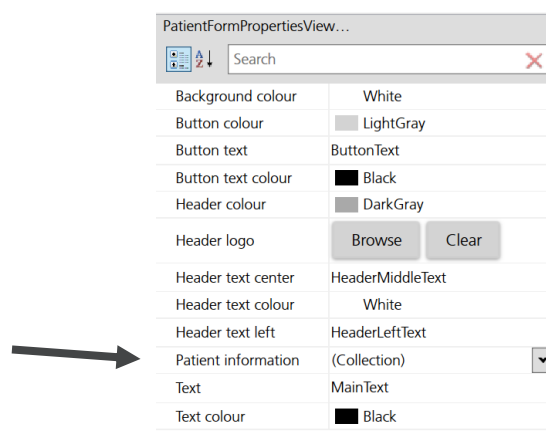 PatientFormPropertiesView...
A
Z
Search
Background colour White
Button colour LightGray
Button text ButtonText
Button text colour Black
Header colour DarkGray
Header logo Browse Clear
Header text center HeaderMiddleText
Header text colour White
Header text left HeaderLeftText
Patient information (Collection)
Text MainText
Text colour Black